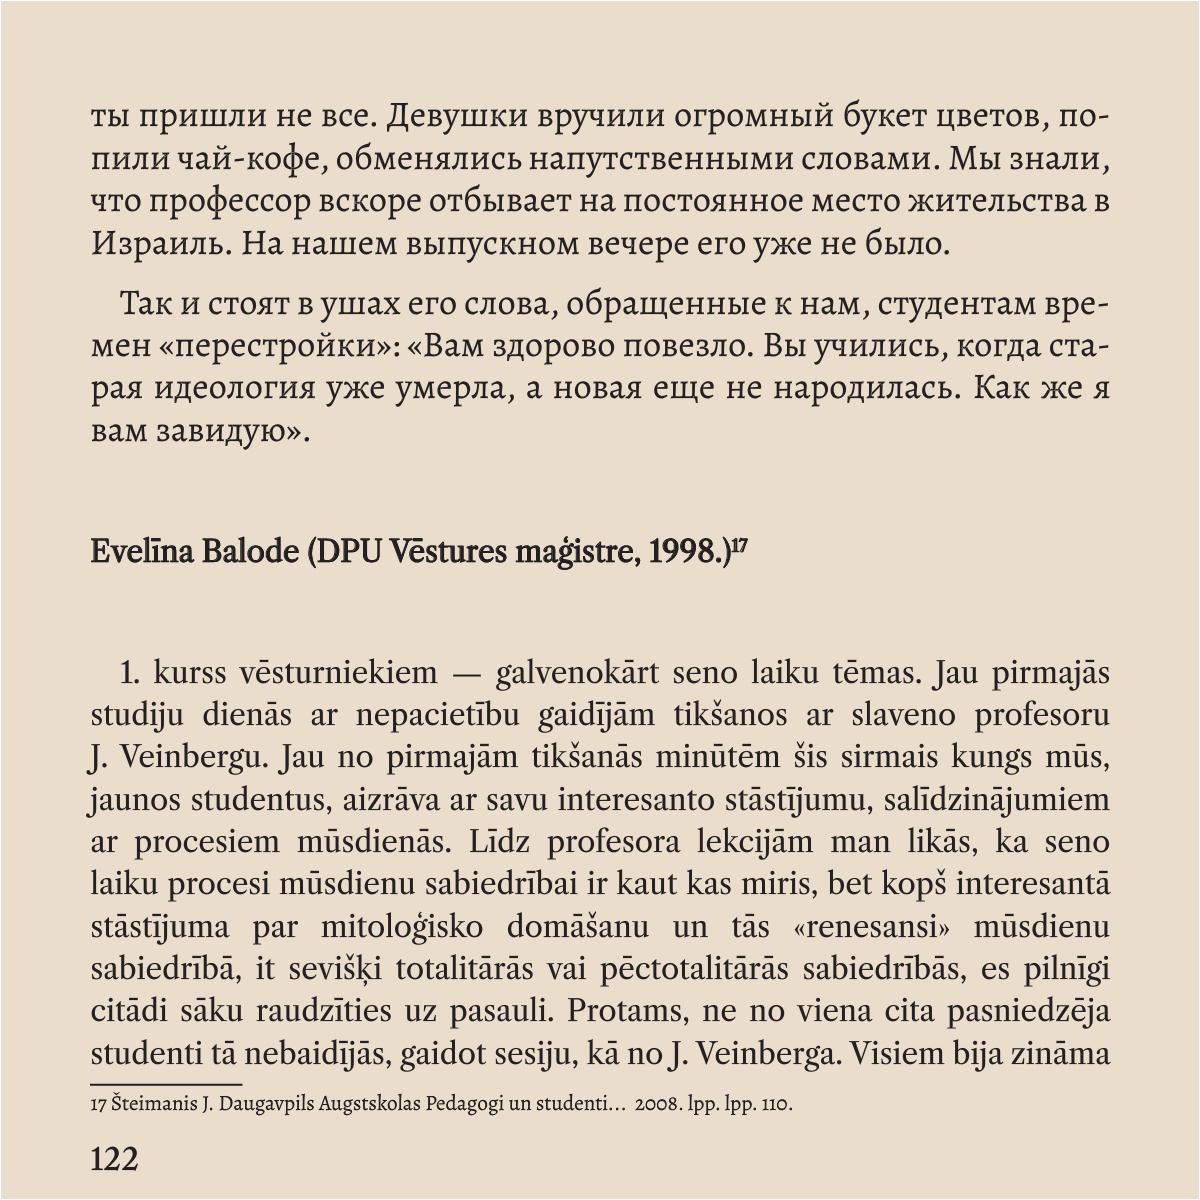 ты пришли не все. Девушки вручили огромный букет цветов, по-
пили чай-кофе, обменялись напутственными словами. Мы знали,
что профессор вскоре отбывает на постоянное место жительства в
Израиль. На нашем выпускном вечере его уже не было.
Так и стоят в ушах его слова, обращенные к нам, студентам вре-
мен «перестройки»: «Вам здорово повезло. Вы учились, когда ста-
рая идеология уже умерла, а новая еще не народилась. Как же я
вам завидую».
Evelīna Balode (DPU Vēstures maģistre, 1998.)17
1. kurss vēsturniekiem — galvenokārt seno laiku tēmas. Jau pirmajās
studiju dienās ar nepacietību gaidījām tikšanos ar slaveno profesoru
J. Veinbergu. Jau no pirmajām tikšanās minūtēm šis sirmais kungs mūs,
jaunos studentus, aizrāva ar savu interesanto stāstījumu, salīdzinājumiem
ar procesiem mūsdienās. Līdz profesora lekcijām man likās, ka seno
laiku procesi mūsdienu sabiedrībai ir kaut kas miris, bet kopš interesantā
stāstījuma par mitoloģisko domāšanu un tās «renesansi» mūsdienu
sabiedrībā, it sevišķi totalitārās vai pēctotalitārās sabiedrībās, es pilnīgi
citādi sāku raudzīties uz pasauli. Protams, ne no viena cita pasniedzēja
studenti tā nebaidījās, gaidot sesiju, kā no J. Veinberga. Visiem bija zināma
17 Šteimanis J. Daugavpils Augstskolas Pedagogi un studenti… 2008. lpp. lpp. 110.
122